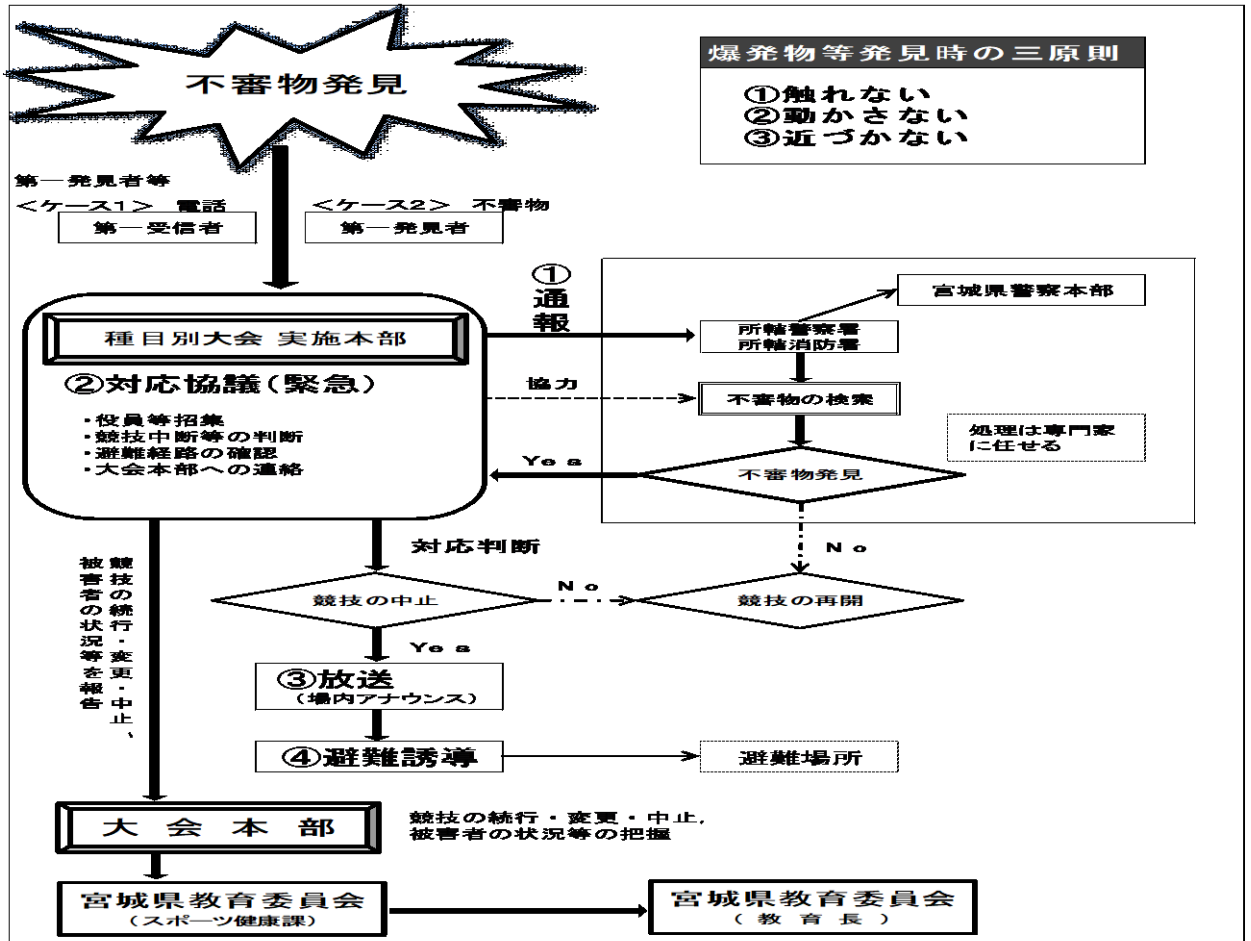 不審物発見
爆発物等発見時の三原則
①触れない
②動かさない
③近づかない
第一発見者等
＜ケース1＞　電話
＜ケース2＞　不審物
第一受信者
第一発見者
①通報
宮城県警察本部
種目別大会 実施本部
所轄警察署
所轄消防署
②対応協議(緊急)
・役員等招集
・競技中断等の判断
・避難経路の確認
・大会本部への連絡
協力
不審物の検索
処理は専門家
に任せる
Yes
不審物発見
対応判断
No
競技の続行・変更・中止、
被害者の状況等を報告
競技の中止
No
競技の再開
Yes
③放送
(場内アナウンス)
④避難誘導
避難場所
大会本部
競技の続行・変更・中止,
被害者の状況等の把握
宮城県教育委員会
(スポーツ健康課)
宮城県教育委員会
(教育長)